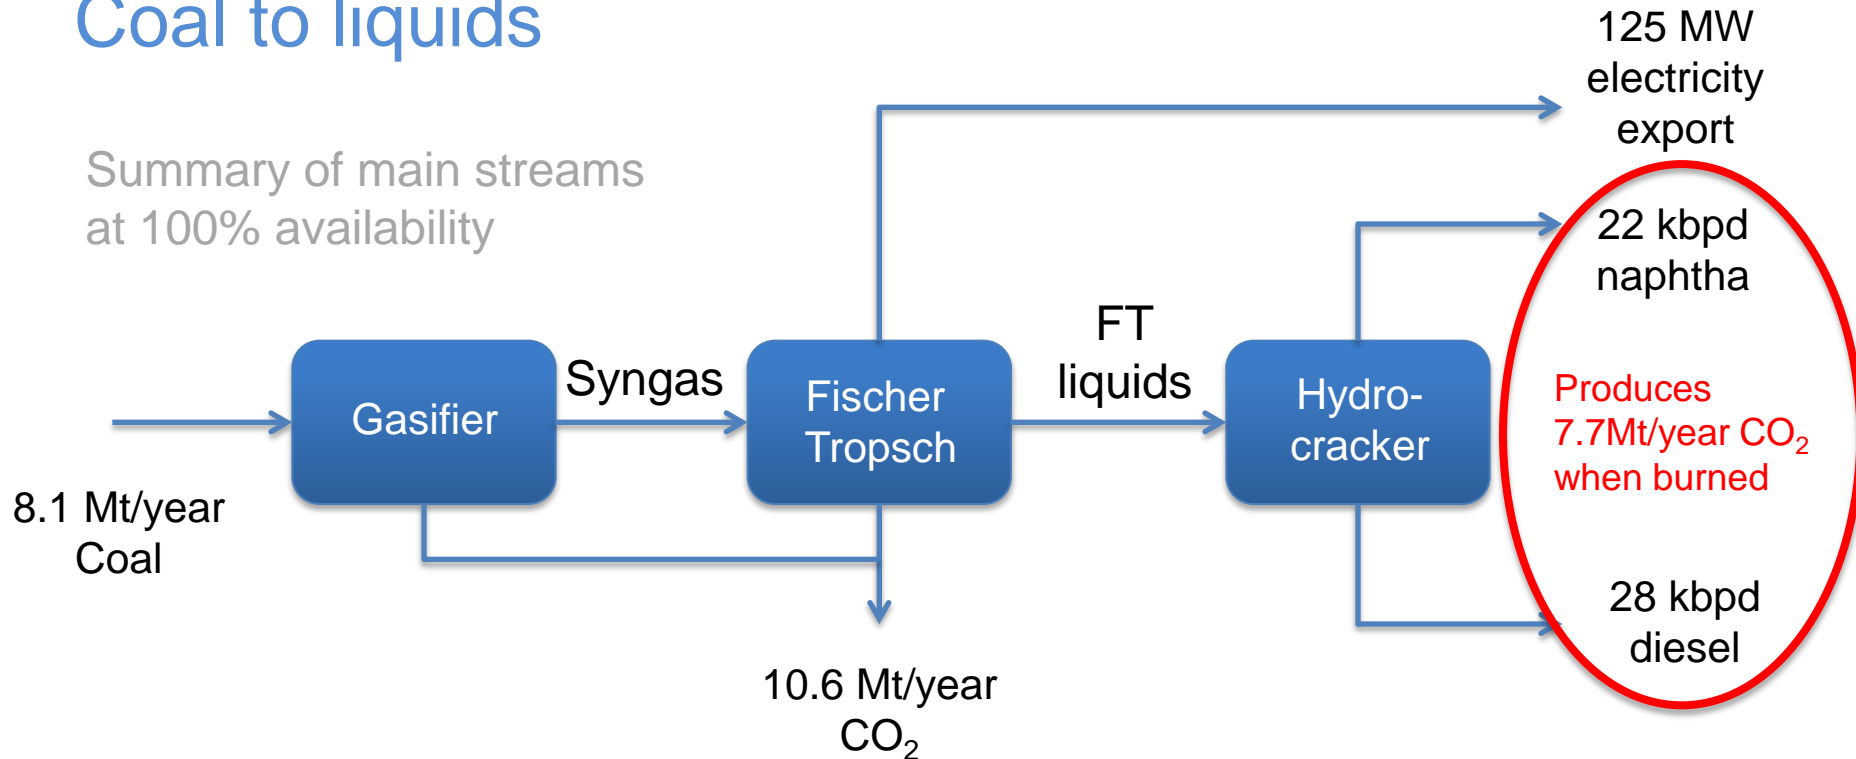 Coal to liquids
Summary of main streams
at 100% availability
125 MW
electricity
export
22 kbpd
naphtha
FT
liquids
Syngas
Gasifier
Fischer
Tropsch
Hydro-
cracker
Produces
7.7Mt/year CO₂
when burned
8.1 Mt/year
Coal
28 kbpd
diesel
10.6 Mt/year
CO₂